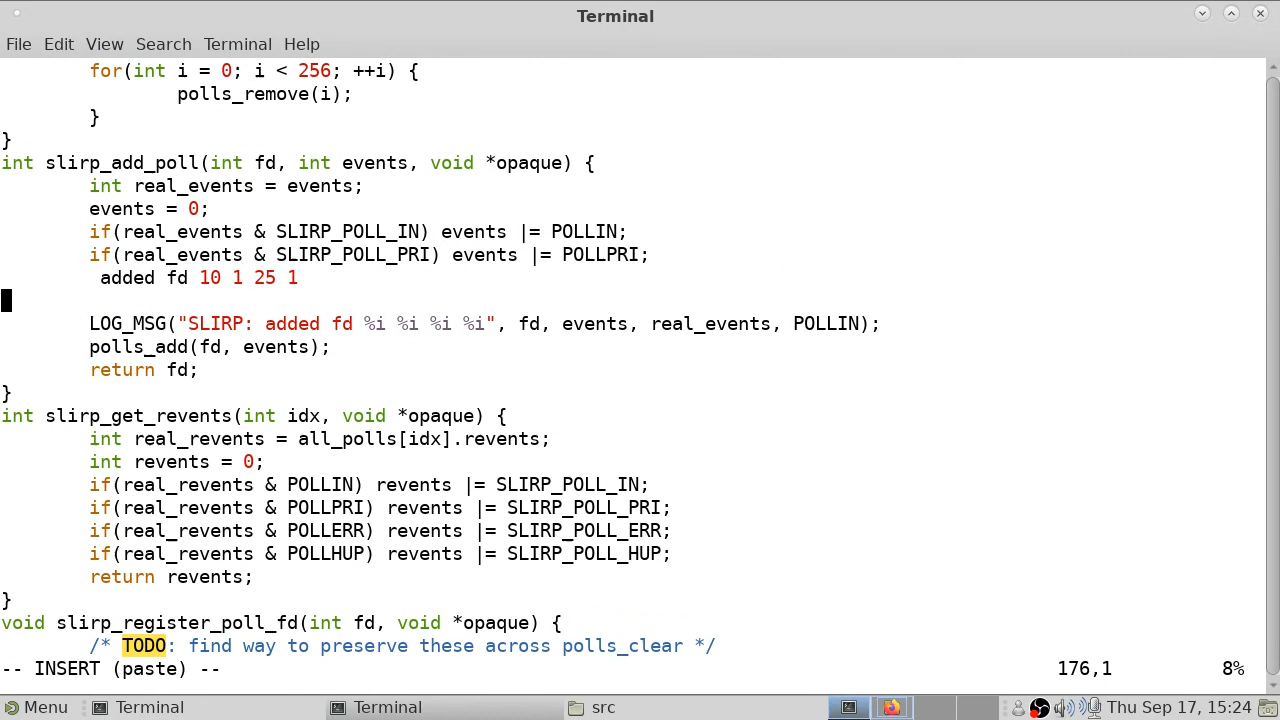 Terminal
File Edit View Search Terminal Help
for(int i = 0; i < 256; ++i) {
polls_remove(i);
}
}
int slirp_add_poll(int fd, int events, void *opaque) {
int real_events = events;
events = 0;
if(real_events & SLIRP_POLL_IN) events |= POLLIN;
if(real_events & SLIRP_POLL_PRI) events |= POLLPRI;
added fd 10 1 25 1
LOG_MSG("SLIRP: added fd %i %i %i %i", fd, events, real_events, POLLIN);
polls_add(fd, events);
return fd;
}
int slirp_get_revents(int idx, void *opaque) {
int real_revents = all_polls[idx].revents;
int revents = 0;
if(real_revents & POLLIN) revents |= SLIRP_POLL_IN;
if(real_revents & POLLPRI) revents |= SLIRP_POLL_PRI;
if(real_revents & POLLERR) revents |= SLIRP_POLL_ERR;
if(real_revents & POLLHUP) revents |= SLIRP_POLL_HUP;
return revents;
}
void slirp_register_poll_fd(int fd, void *opaque) {
/* TODO: find way to preserve these across polls_clear */
-- INSERT (paste) -- 176,1 8%
Menu Terminal Terminal src Thu Sep 17, 15:24